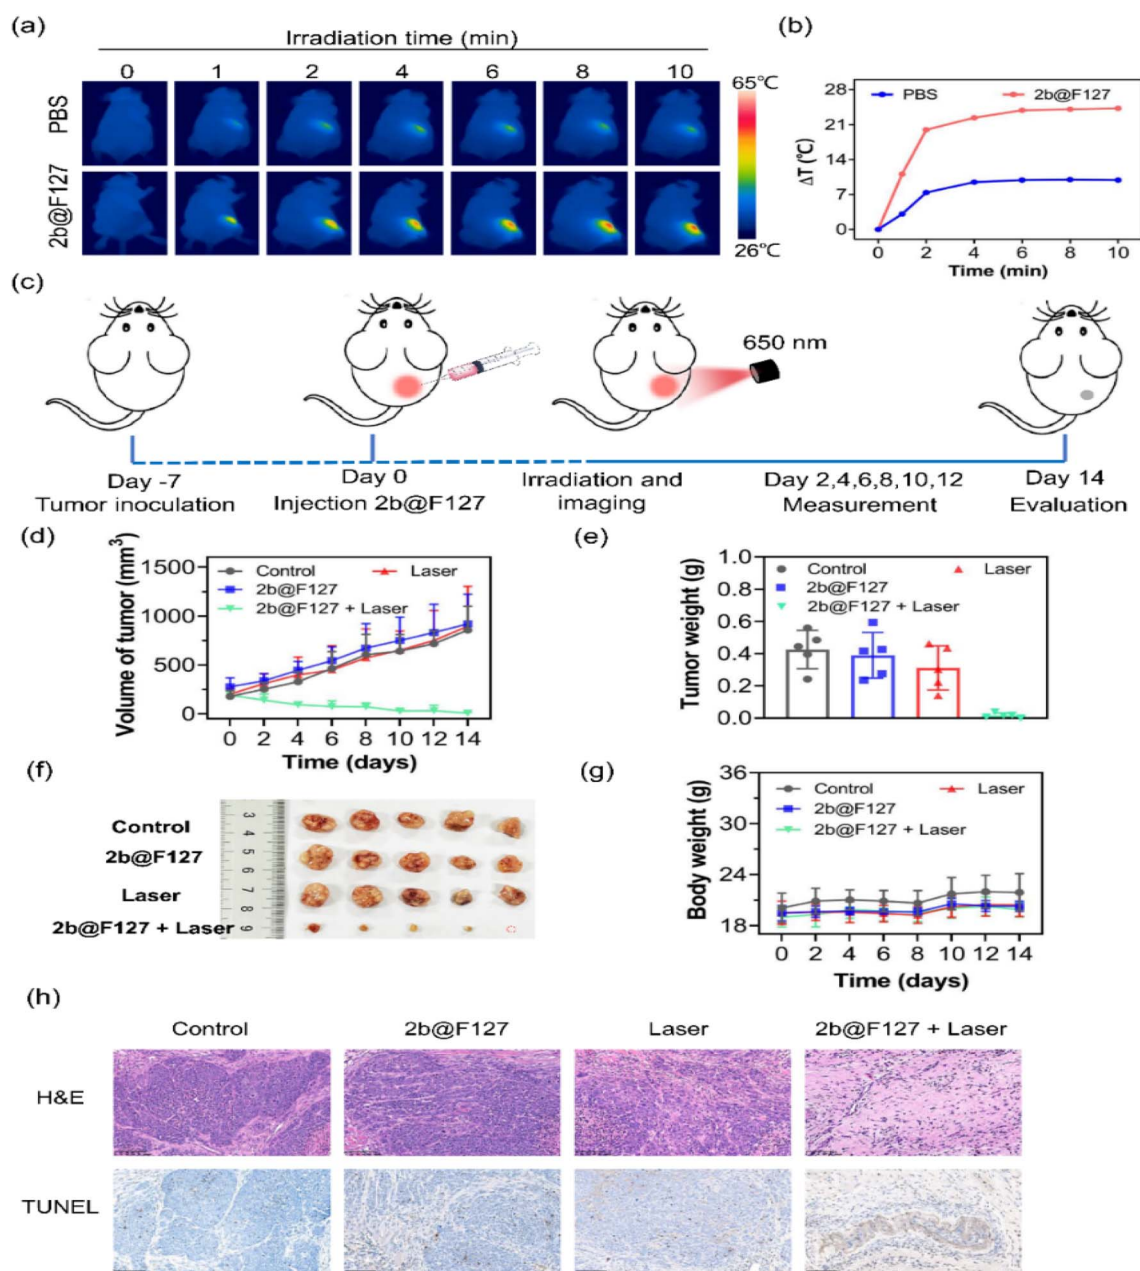 (a)
Irradiation time (min)
0 1 2 4 6 8 10
PBS
2b@F127
65℃
26℃
(b)
PBS 2b@F127
ΔT (℃)
28
21
14
7
0
0 2 4 6 8 10
Time (min)
(c)
650 nm
Day -7
Tumor inoculation
Day 0
Injection 2b@F127
Irradiation and
imaging
Day 2,4,6,8,10,12
Measurement
Day 14
Evaluation
(d)
Volume of tumor (mm³)
1500
1000
500
0
Control Laser
2b@F127
2b@F127 + Laser
0 2 4 6 8 10 12 14
Time (days)
(e)
Tumor weight (g)
1.0
0.8
0.6
0.4
0.2
0.0
Control Laser
2b@F127
2b@F127 + Laser
(f)
Control
2b@F127
Laser
2b@F127 + Laser
3
4
5
6
7
8
9
(g)
Body weight (g)
36
30
24
18
Control Laser
2b@F127
2b@F127 + Laser
0 2 4 6 8 10 12 14
Time (days)
(h)
Control 2b@F127 Laser 2b@F127 + Laser
H&E
TUNEL